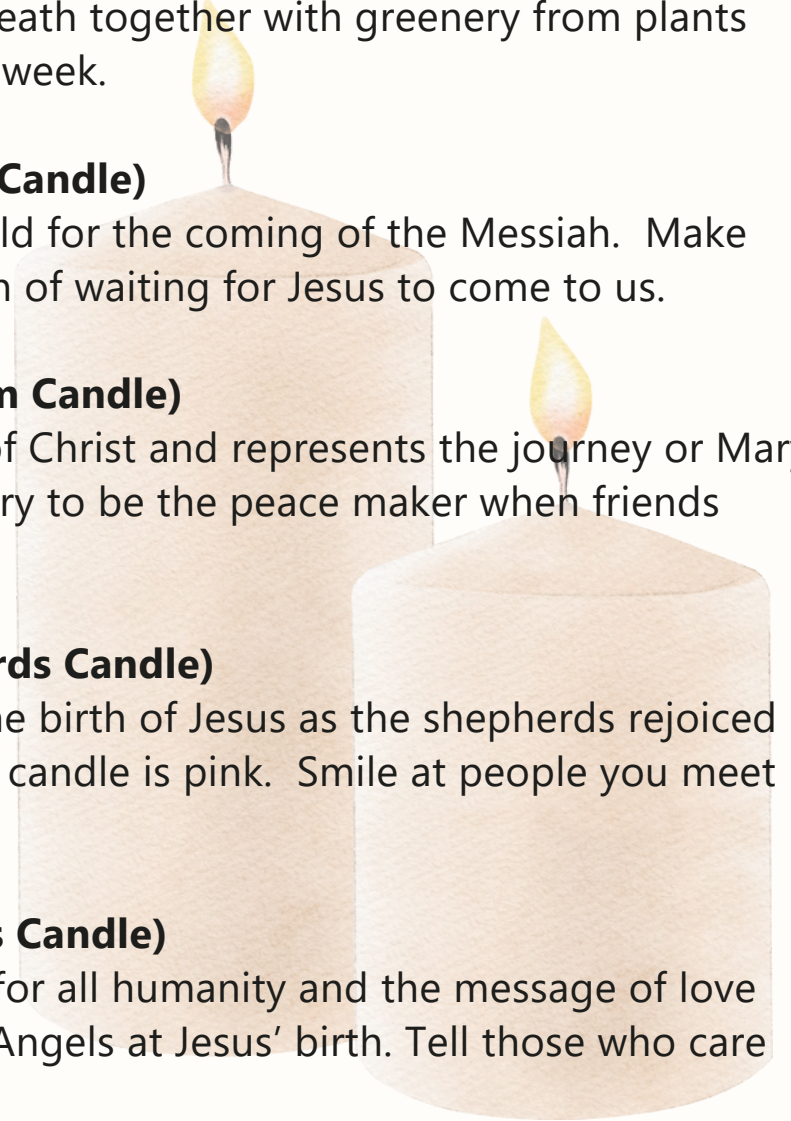 eath together with greenery from plants
week.
Candle)
ld for the coming of the Messiah.  Make
of waiting for Jesus to come to us.
Candle)
of Christ and represents the journey or Mary
ry to be the peace maker when friends
rds Candle)
e birth of Jesus as the shepherds rejoiced
candle is pink.  Smile at people you meet
s Candle)
for all humanity and the message of love
Angels at Jesus’ birth. Tell those who care